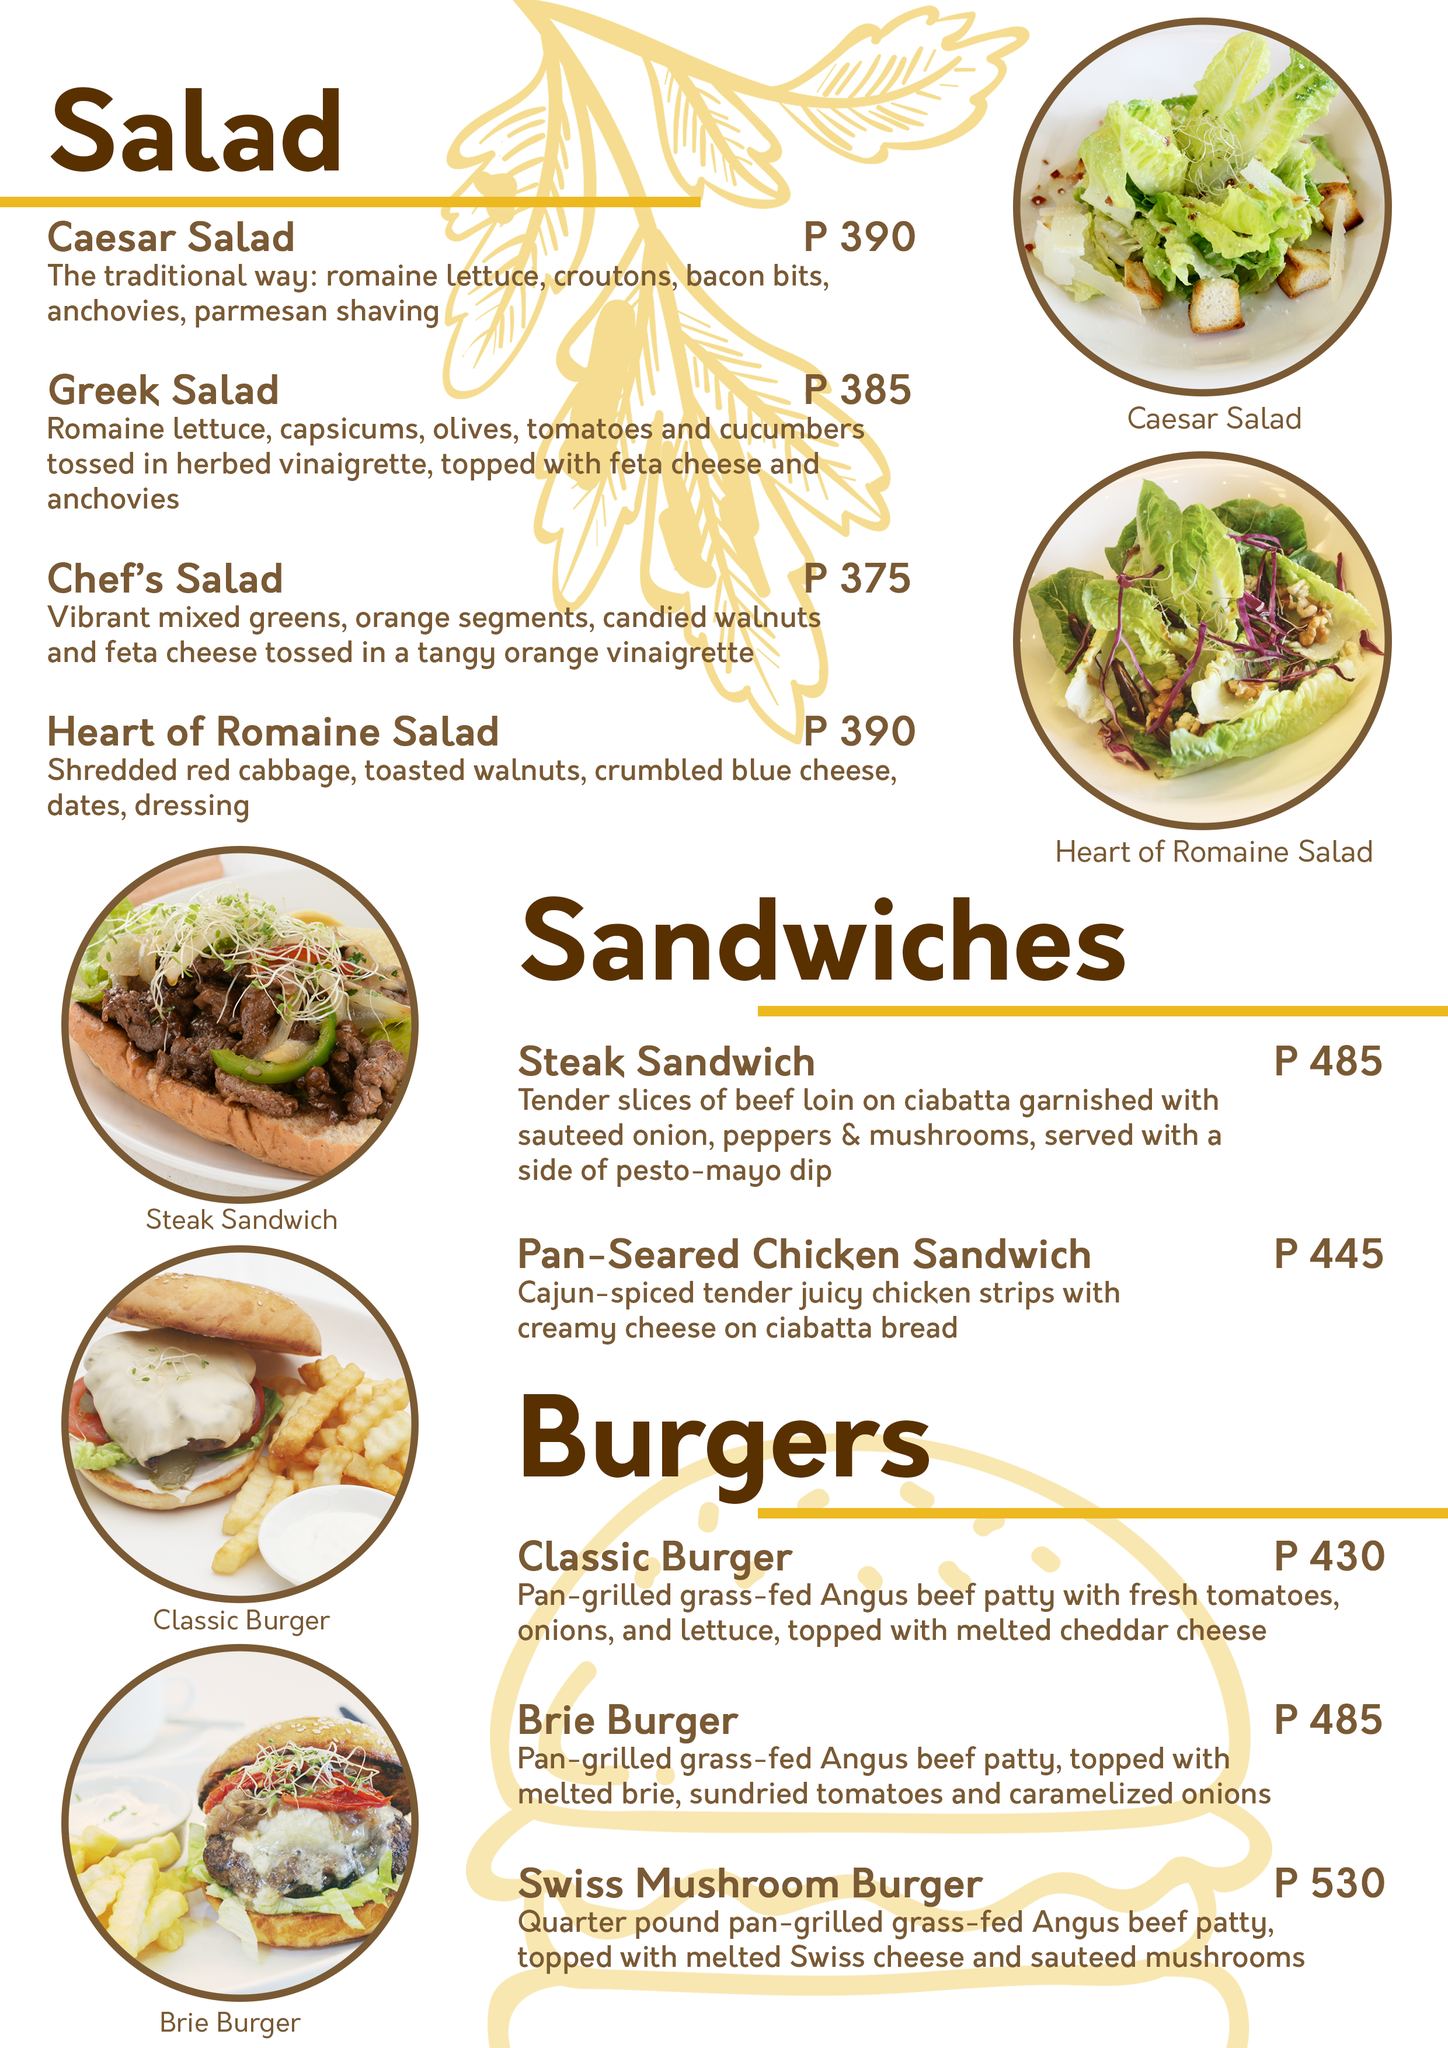 Salad
Caesar Salad P 390
The traditional way: romaine lettuce, croutons, bacon bits,
anchovies, parmesan shaving
Greek Salad P 385
Romaine lettuce, capsicums, olives, tomatoes and cucumbers
tossed in herbed vinaigrette, topped with feta cheese and
anchovies
Chef's Salad P 375
Vibrant mixed greens, orange segments, candied walnuts
and feta cheese tossed in a tangy orange vinaigrette
Heart of Romaine Salad P 390
Shredded red cabbage, toasted walnuts, crumbled blue cheese,
dates, dressing
Caesar Salad
Heart of Romaine Salad
Sandwiches
Steak Sandwich P 485
Tender slices of beef loin on ciabatta garnished with
sauteed onion, peppers & mushrooms, served with a
side of pesto-mayo dip
Pan-Seared Chicken Sandwich P 445
Cajun-spiced tender juicy chicken strips with
creamy cheese on ciabatta bread
Burgers
Classic Burger P 430
Pan-grilled grass-fed Angus beef patty with fresh tomatoes,
onions, and lettuce, topped with melted cheddar cheese
Brie Burger P 485
Pan-grilled grass-fed Angus beef patty, topped with
melted brie, sundried tomatoes and caramelized onions
Swiss Mushroom Burger P 530
Quarter pound pan-grilled grass-fed Angus beef patty,
topped with melted Swiss cheese and sauteed mushrooms
Steak Sandwich
Classic Burger
Brie Burger